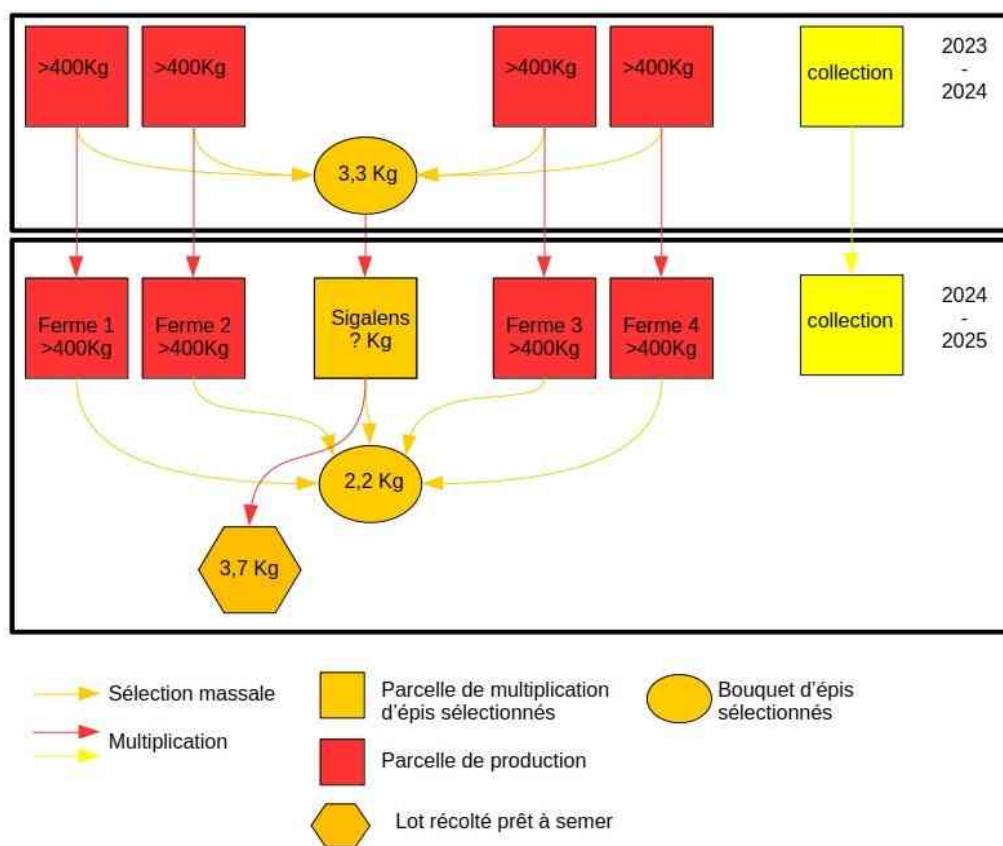 >400Kg
>400Kg
>400Kg
>400Kg
collection
2023
-
2024
3,3 Kg
Ferme 1
>400Kg
Ferme 2
>400Kg
Sigalens
? Kg
Ferme 3
>400Kg
Ferme 4
>400Kg
collection
2024
-
2025
2,2 Kg
3,7 Kg
Sélection massale
Multiplication
Parcelle de multiplication
d'épis sélectionnés
Bouquet d'épis
sélectionnés
Parcelle de production
Lot récolté prêt à semer